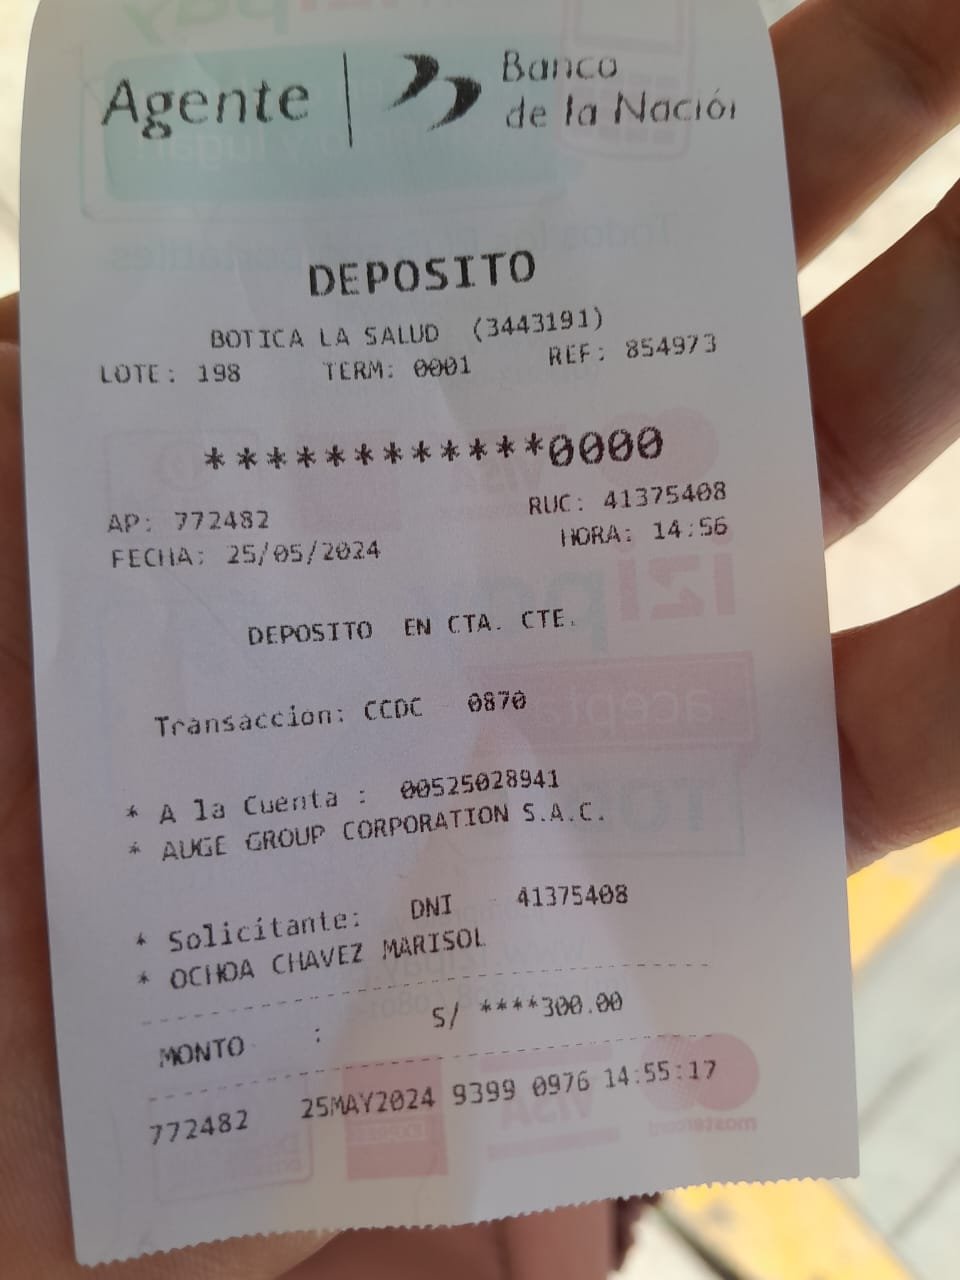 Agente | Banco
de la Nación
DEPOSITO
BOTICA LA SALUD (3443191)
LOTE: 198 TERM: 0001 REF: 854973
************0000
AP: 772482 RUC: 41375408
FECHA: 25/05/2024 HORA: 14:56
DEPOSITO EN CTA. CTE.
Transacción: CCDC 0870
* A la Cuenta : 00525028941
* AUGE GROUP CORPORATION S.A.C.
* Solicitante: DNI 41375408
* OCHOA CHAVEZ MARISOL
MONTO : S/ ****300.00
772482 25MAY2024 9399 0976 14:55:17